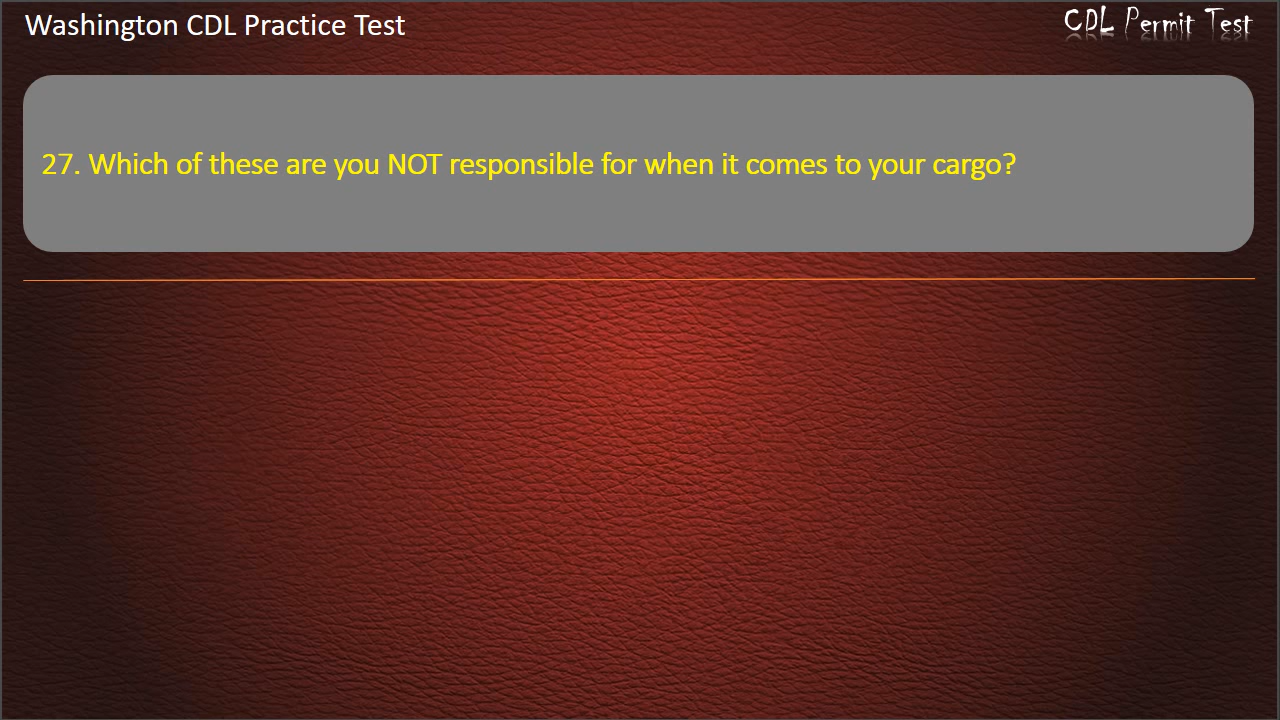 Washington CDL Practice Test
CDL Permit Test
27. Which of these are you NOT responsible for when it comes to your cargo?